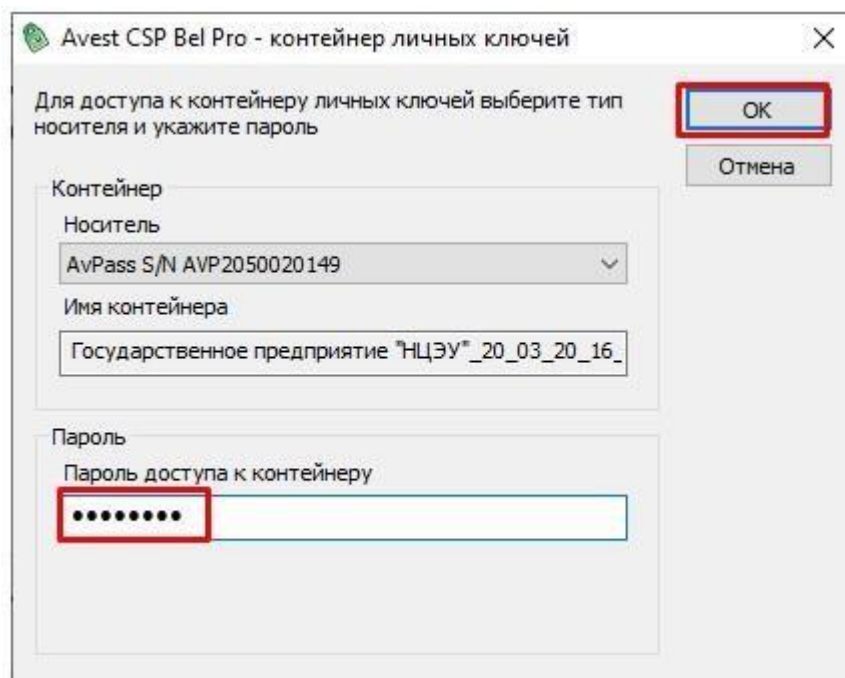 Avest CSP Bel Pro - контейнер личных ключей
Для доступа к контейнеру личных ключей выберите тип
носителя и укажите пароль
OK
Отмена
Контейнер
Носитель
AvPass S/N AVP2050020149
Имя контейнера
Государственное предприятие "НЦЭУ"_20_03_20_16_
Пароль
Пароль доступа к контейнеру
••••••••